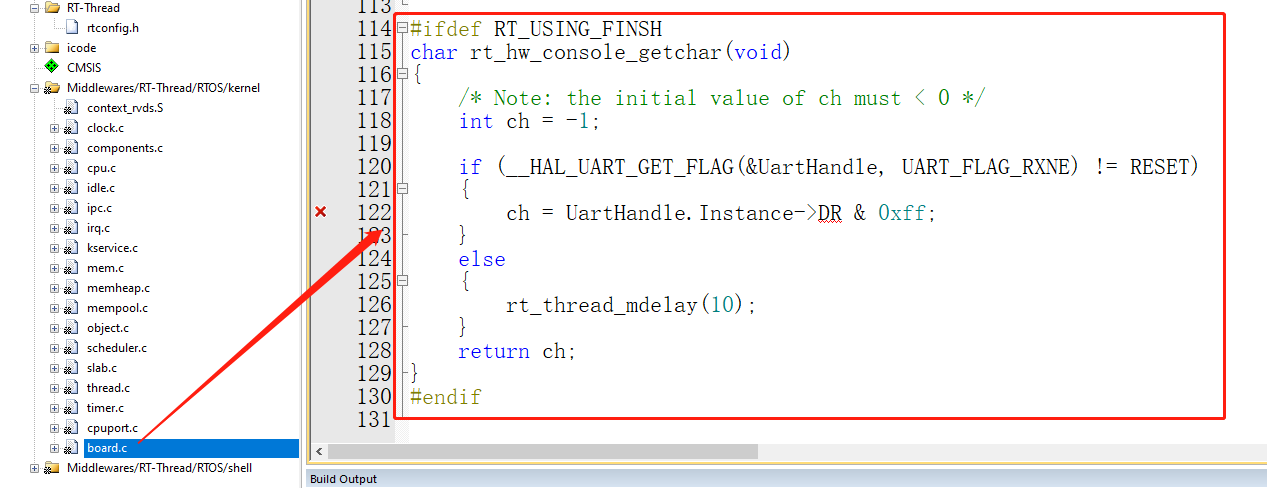 RT-Thread
rtconfig.h
icode
CMSIS
Middlewares/RT-Thread/RTOS/kernel
context_rvds.S
clock.c
components.c
cpu.c
idle.c
ipc.c
irq.c
kservice.c
mem.c
memheap.c
mempool.c
object.c
scheduler.c
slab.c
thread.c
timer.c
cpuport.c
board.c
Middlewares/RT-Thread/RTOS/shell
113
114 #ifdef RT_USING_FINSH
115 char rt_hw_console_getchar(void)
116 {
117     /* Note: the initial value of ch must < 0 */
118     int ch = -1;
119
120     if (__HAL_UART_GET_FLAG(&UartHandle, UART_FLAG_RXNE) != RESET)
121     {
122         ch = UartHandle.Instance->DR & 0xff;
123     }
124     else
125     {
126         rt_thread_mdelay(10);
127     }
128     return ch;
129 }
130 #endif
131
Build Output